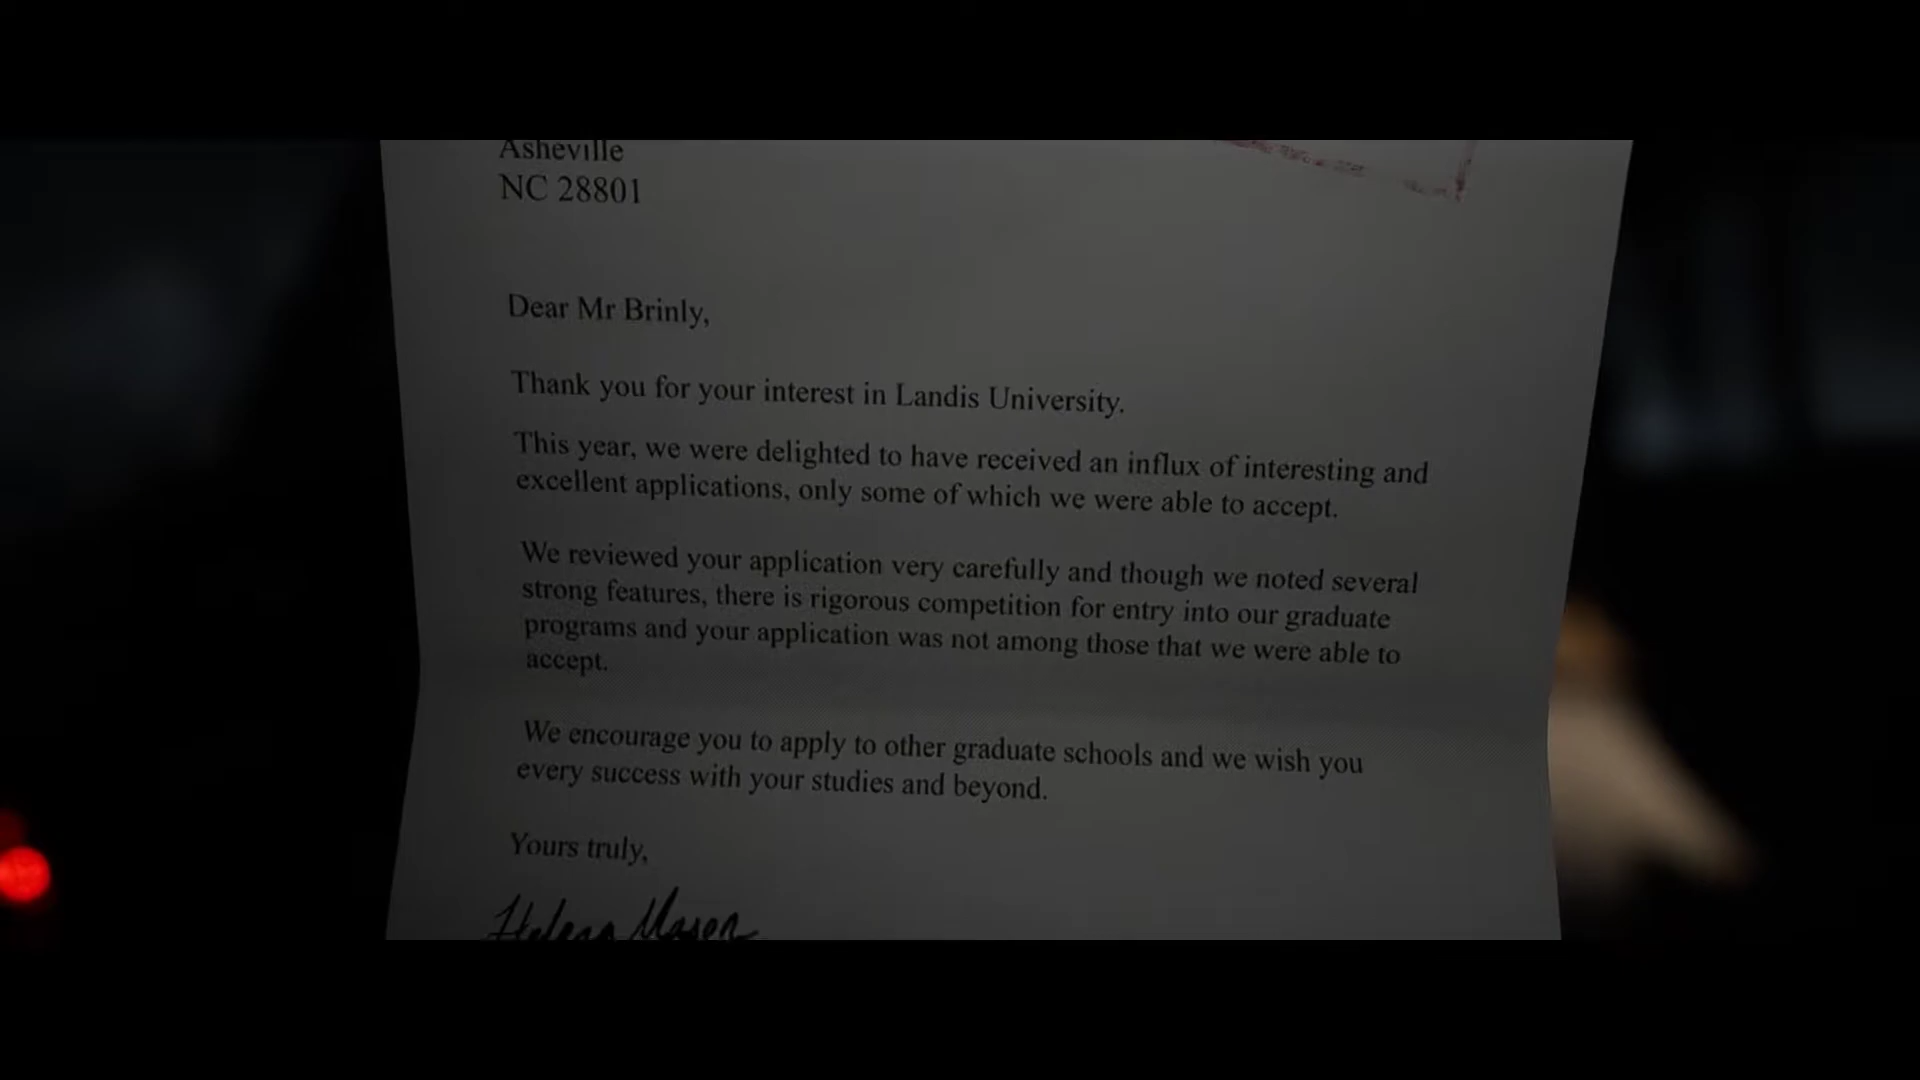 Asheville
NC 28801
Dear Mr Brinly,
Thank you for your interest in Landis University.
This year, we were delighted to have received an influx of interesting and
excellent applications, only some of which we were able to accept.
We reviewed your application very carefully and though we noted several
strong features, there is rigorous competition for entry into our graduate
programs and your application was not among those that we were able to
accept.
We encourage you to apply to other graduate schools and we wish you
every success with your studies and beyond.
Yours truly,